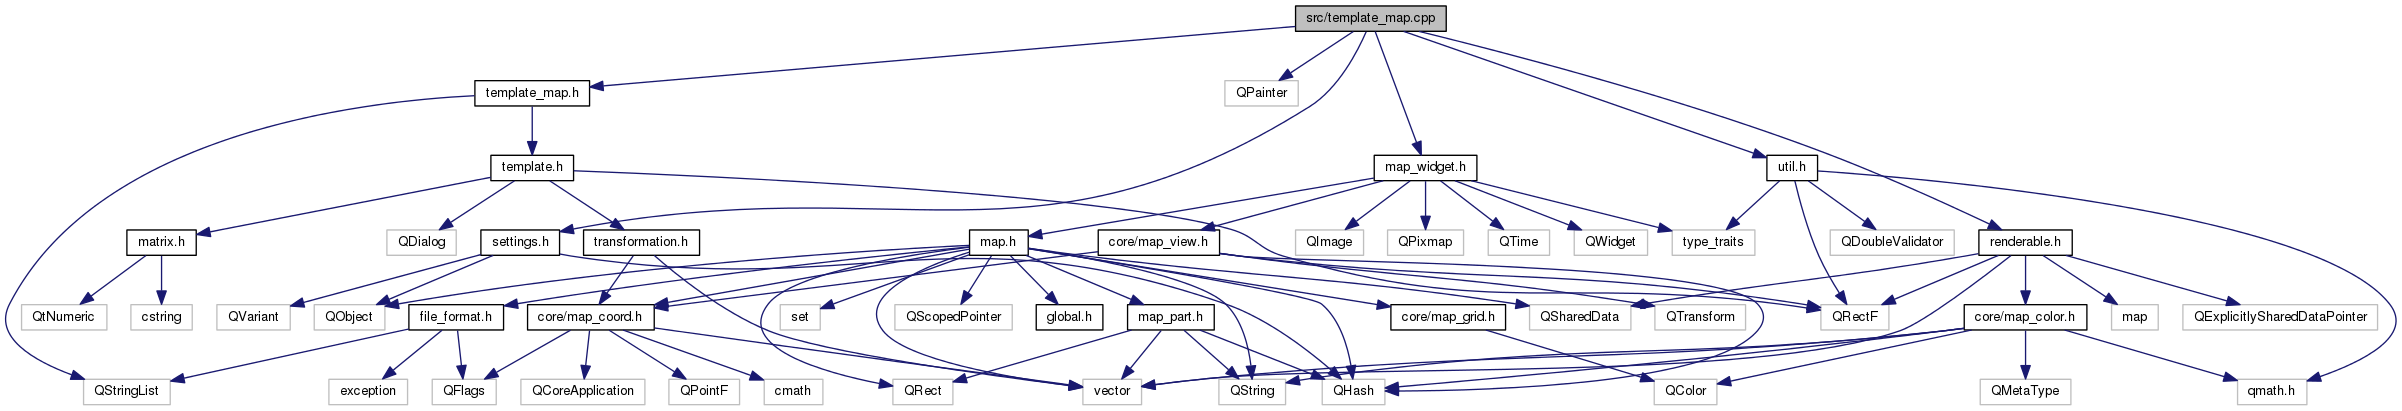 src/template_map.cpp
template_map.h
QPainter
template.h
map_widget.h
util.h
matrix.h
QDialog
settings.h
transformation.h
map.h
core/map_view.h
QImage
QPixmap
QTime
QWidget
type_traits
QDoubleValidator
renderable.h
QtNumeric
cstring
QVariant
QObject
file_format.h
core/map_coord.h
set
QScopedPointer
global.h
map_part.h
core/map_grid.h
QSharedData
QTransform
QRectF
core/map_color.h
map
QExplicitlySharedDataPointer
QStringList
exception
QFlags
QCoreApplication
QPointF
cmath
QRect
vector
QString
QHash
QColor
QMetaType
qmath.h